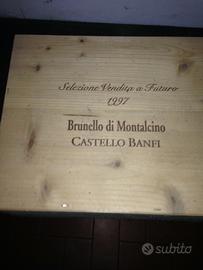 Selezione Vendita a Futuro
1997
Brunello di Montalcino
CASTELLO BANFI
subito